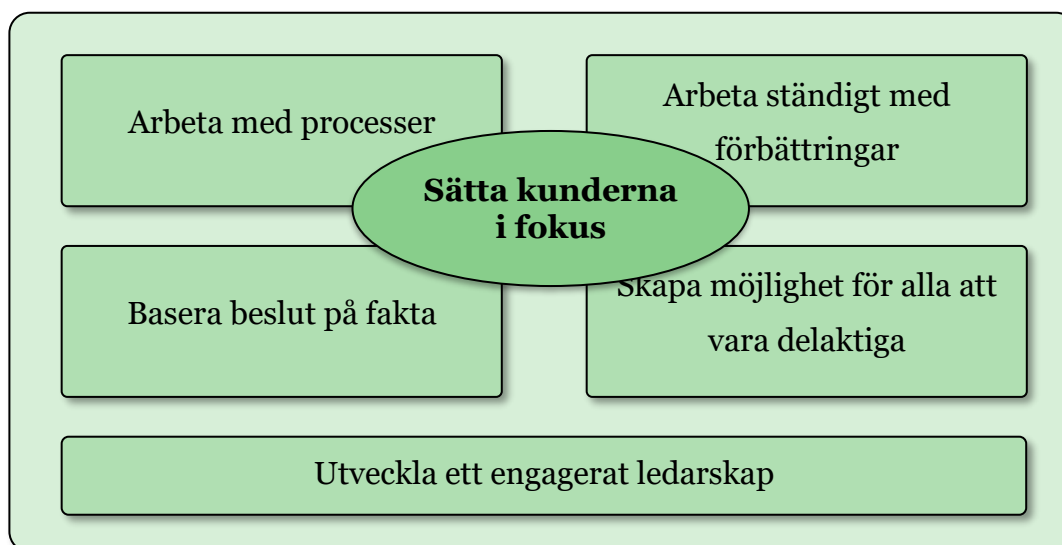 Arbeta med processer
Arbeta ständigt med
förbättringar
Sätta kunderna
i fokus
Basera beslut på fakta
Skapa möjlighet för alla att
vara delaktiga
Utveckla ett engagerat ledarskap